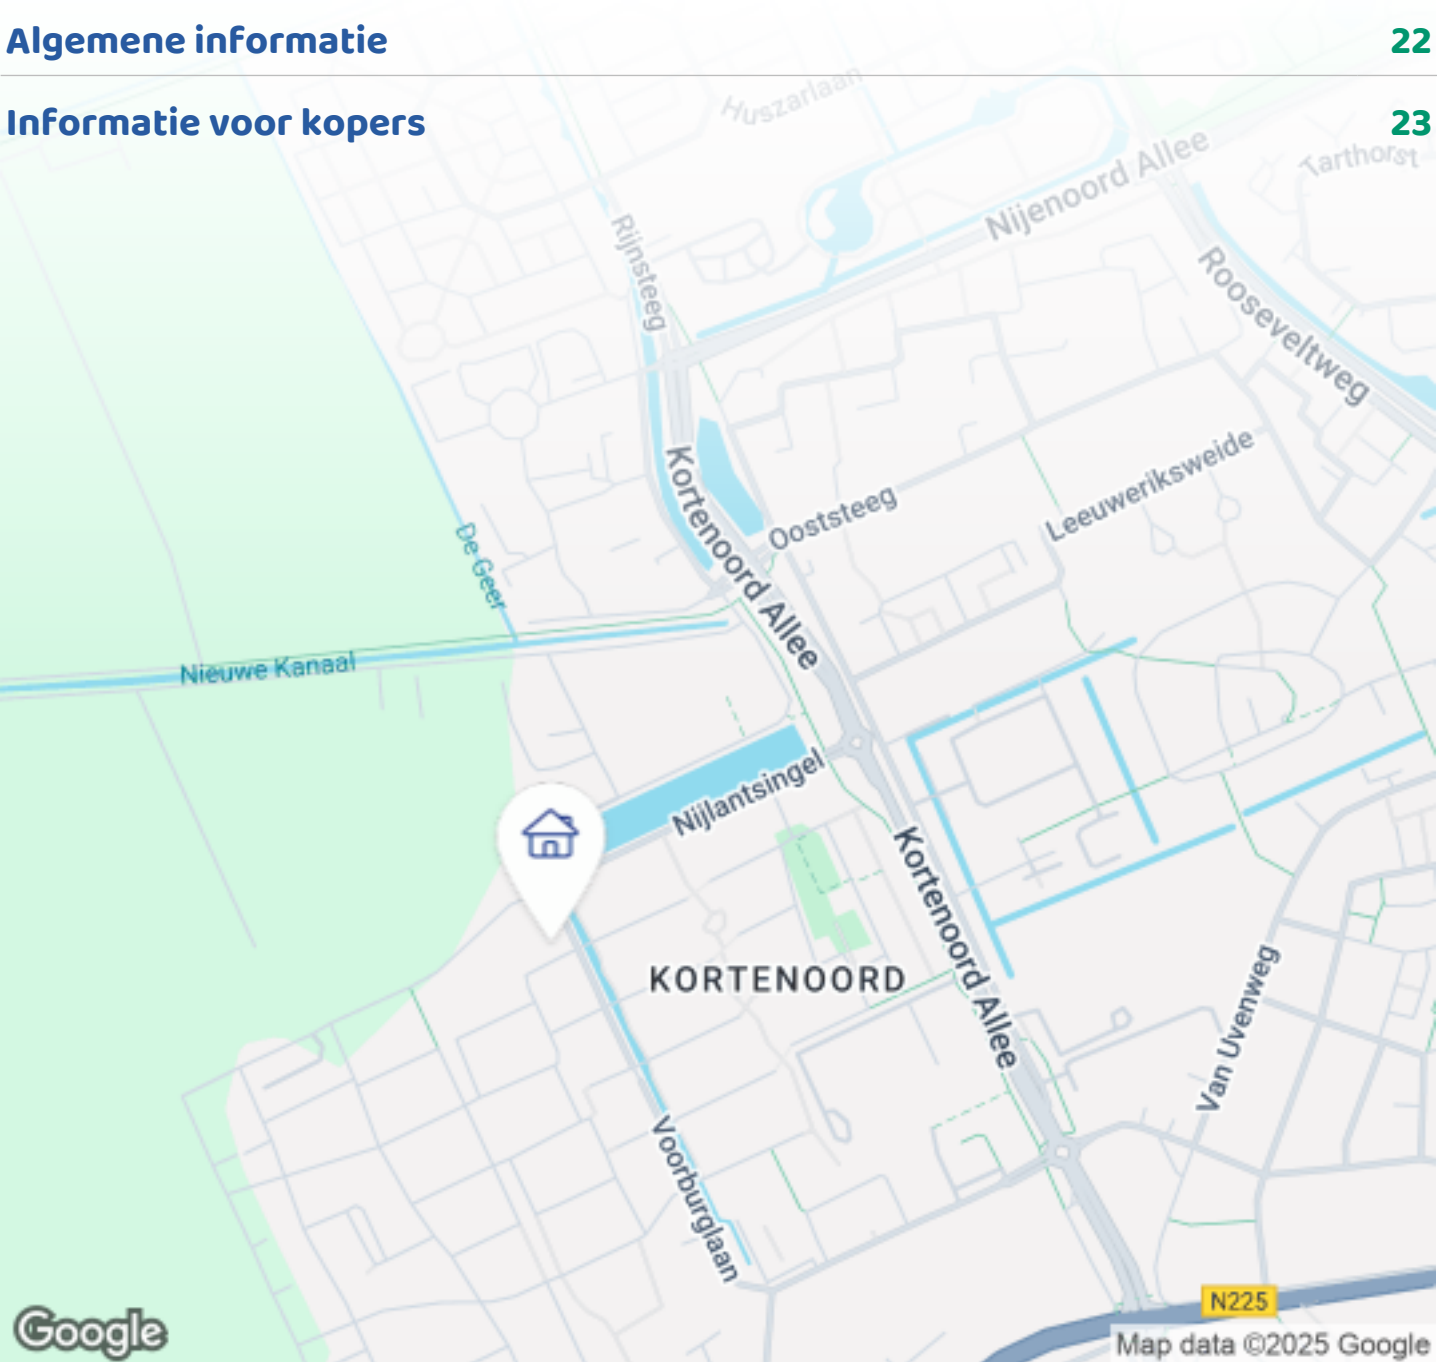 Algemene informatie 22
Informatie voor kopers 23
Huszarlaan
Nijenoord Allee
Tarthorst
Rijnsteeg
Rooseveltweg
Kortenoord Allee
Ooststeeg
Leeuweriksweide
De Geer
Nieuwe Kanaal
Nijlantsingel
Kortenoord Allee
KORTENOORD
Van Uvenweg
Voorburglaan
N225
Google
Map data ©2025 Google